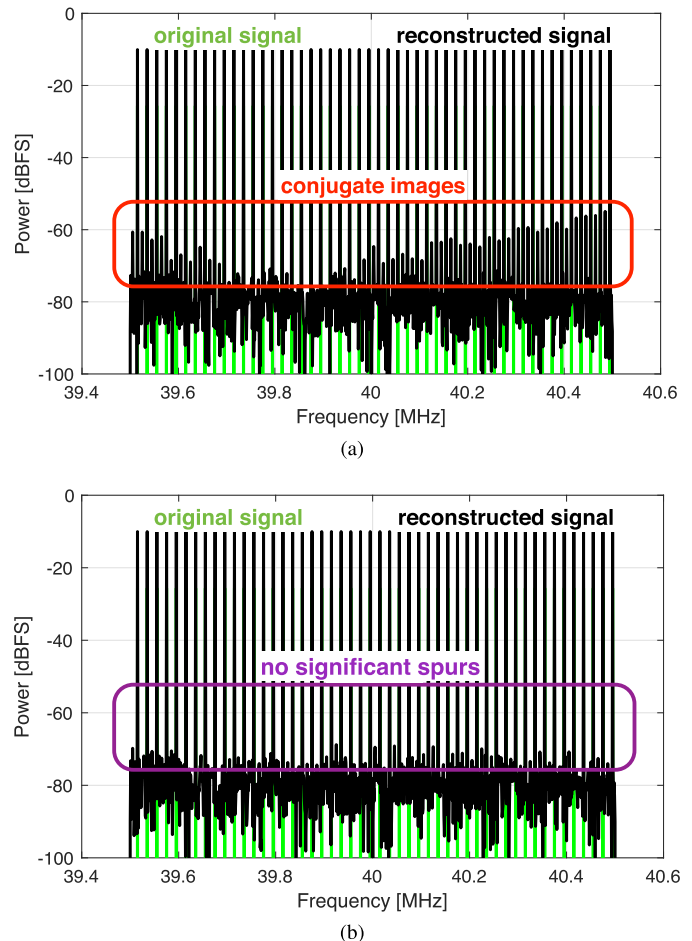 0
original signal reconstructed signal
-20
-40
conjugate images
-60
-80
-100
39.4 39.6 39.8 40 40.2 40.4 40.6
Power [dBFS]
Frequency [MHz]
(a)
0
original signal reconstructed signal
-20
-40
no significant spurs
-60
-80
-100
39.4 39.6 39.8 40 40.2 40.4 40.6
Power [dBFS]
Frequency [MHz]
(b)